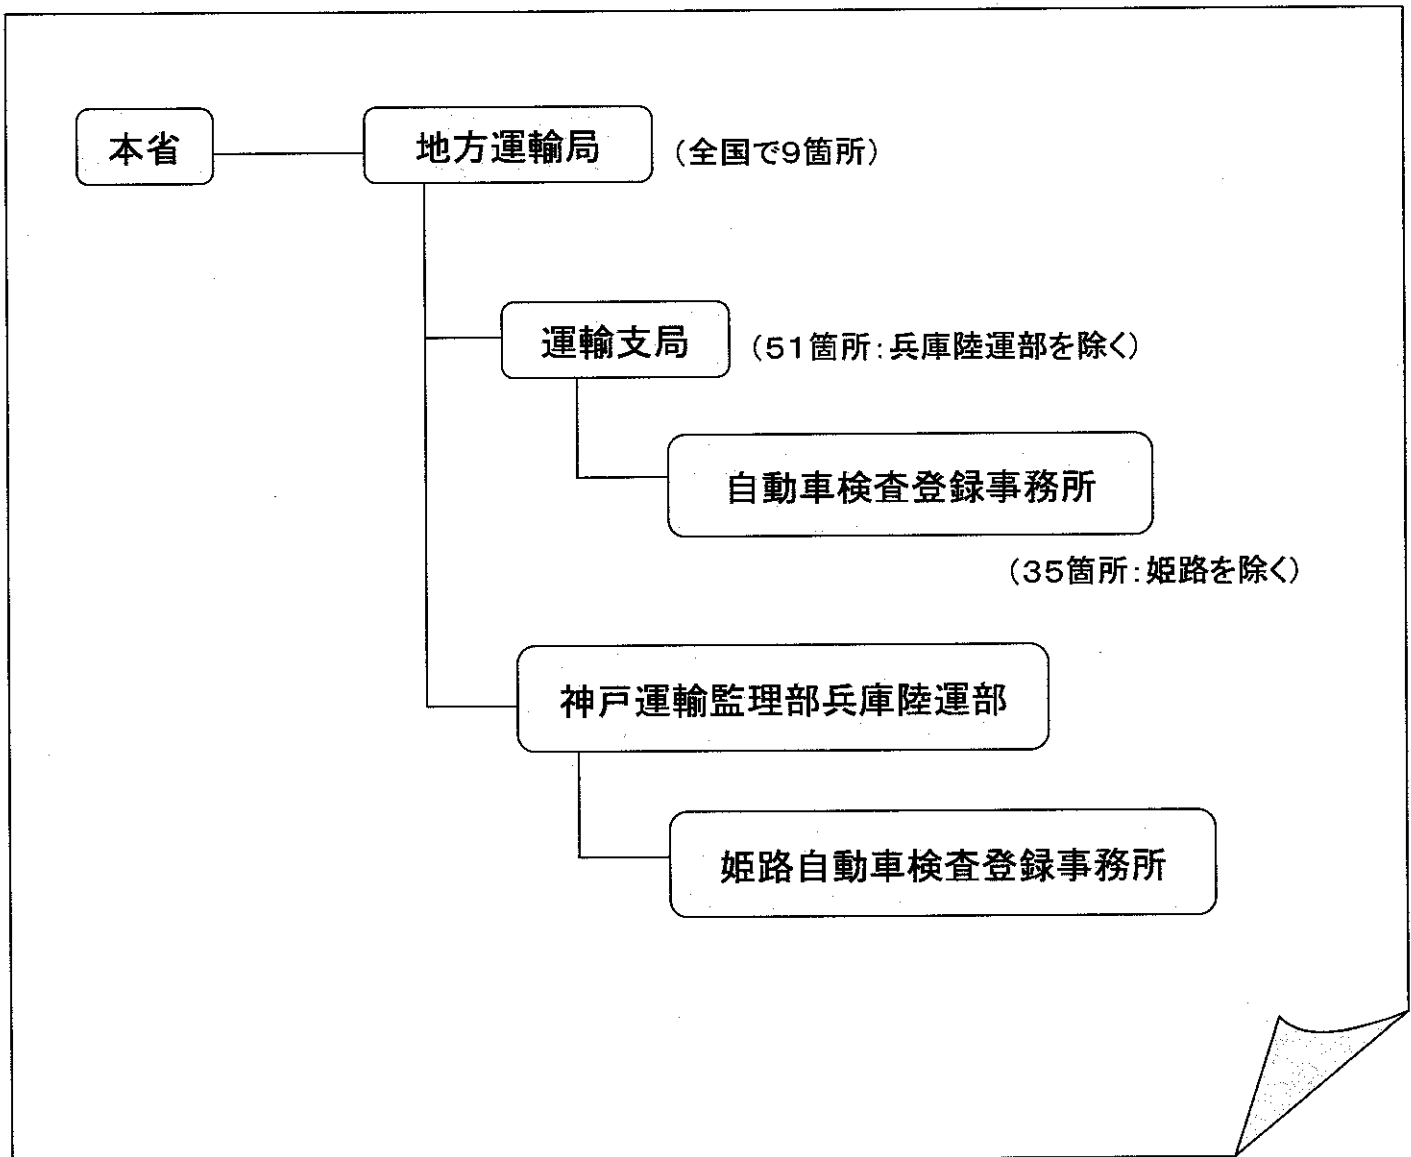 本省
地方運輸局
(全国で9箇所)
運輸支局
(51箇所:兵庫陸運部を除く)
自動車検査登録事務所
(35箇所:姫路を除く)
神戸運輸監理部兵庫陸運部
姫路自動車検査登録事務所